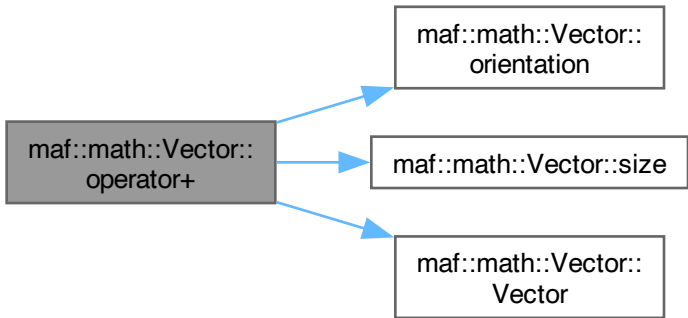 maf::math::Vector::
operator+
maf::math::Vector::
orientation
maf::math::Vector::size
maf::math::Vector::
Vector